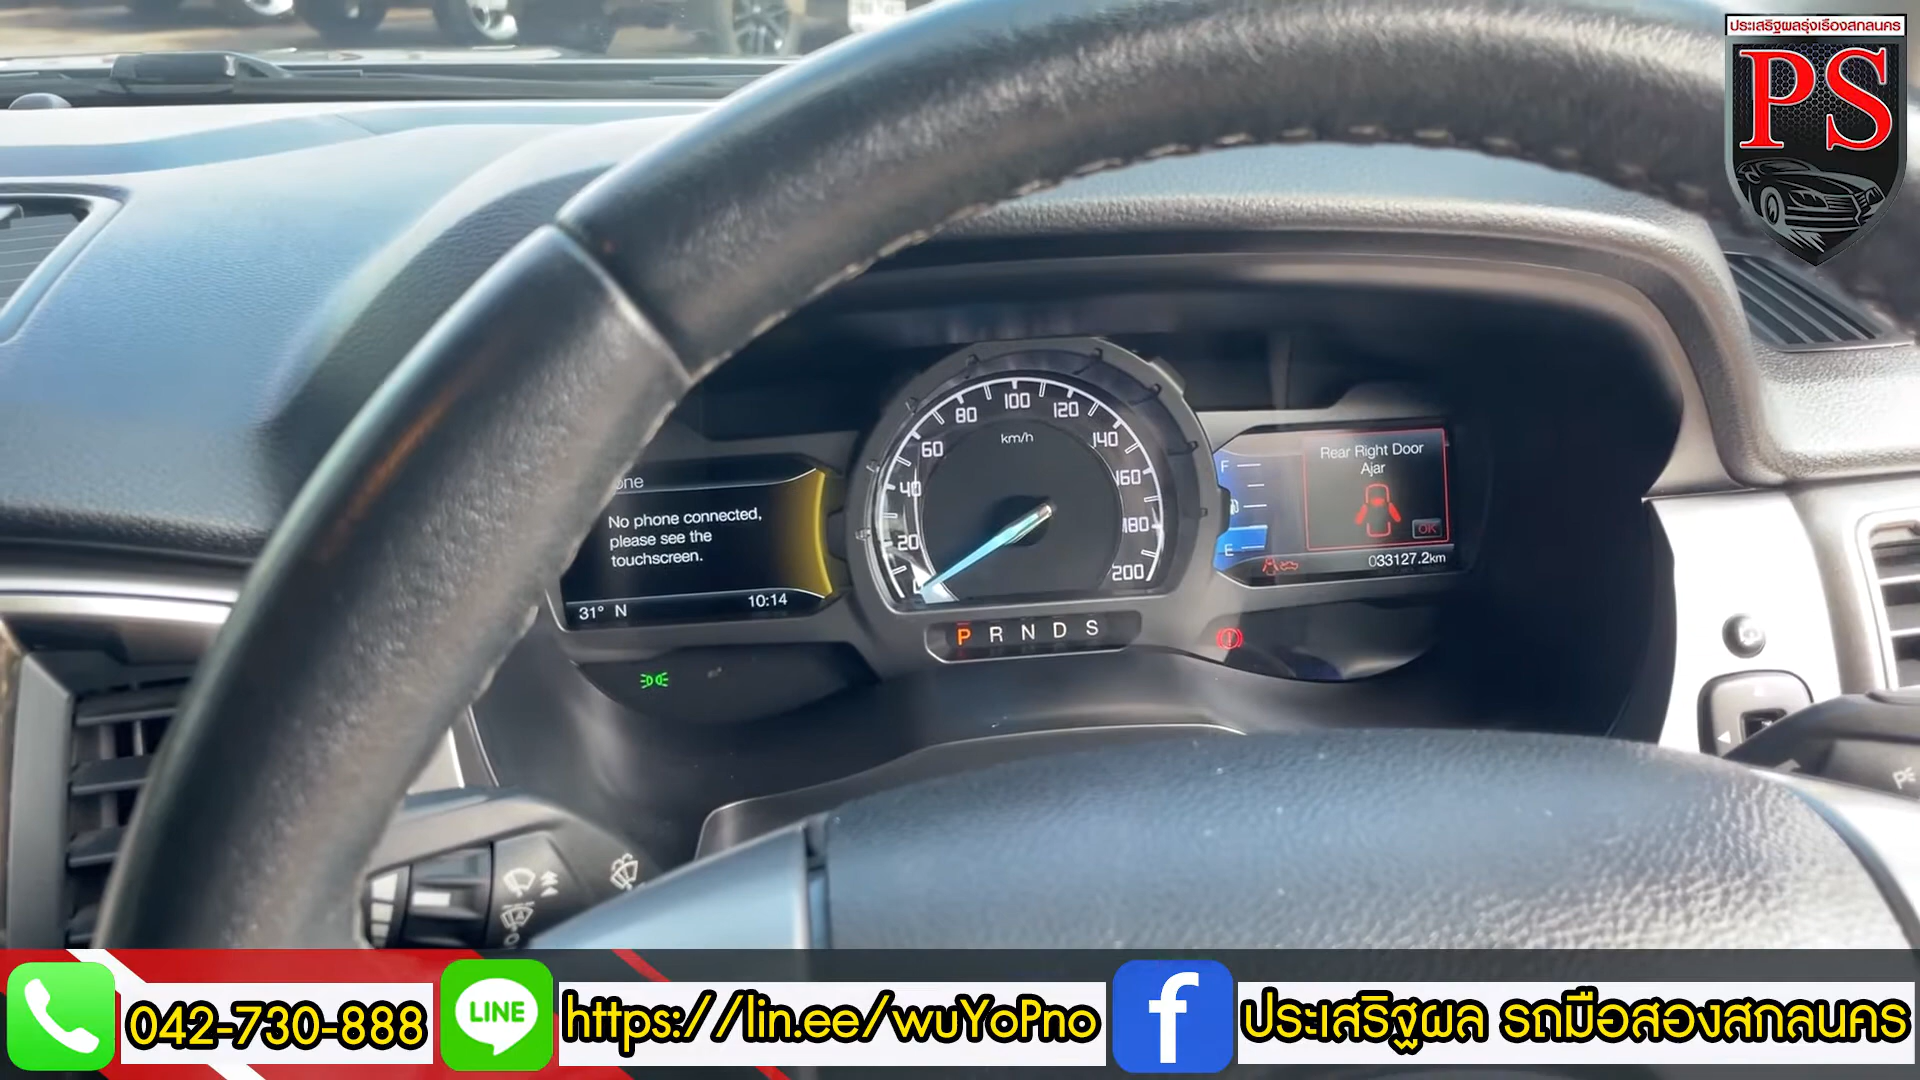 ประเสริฐผลรุ่งเรืองสกลนคร
PS
No phone connected,
please see the
touchscreen.
31° N
10:14
0
20
40
60
80
100
120
140
160
180
200
km/h
P R N D S
F
E
Rear Right Door
Ajar
OK
033127.2km
042-730-888
LINE
https://lin.ee/wuYoPno
f
ประเสริฐผล รถมือสองสกลนคร